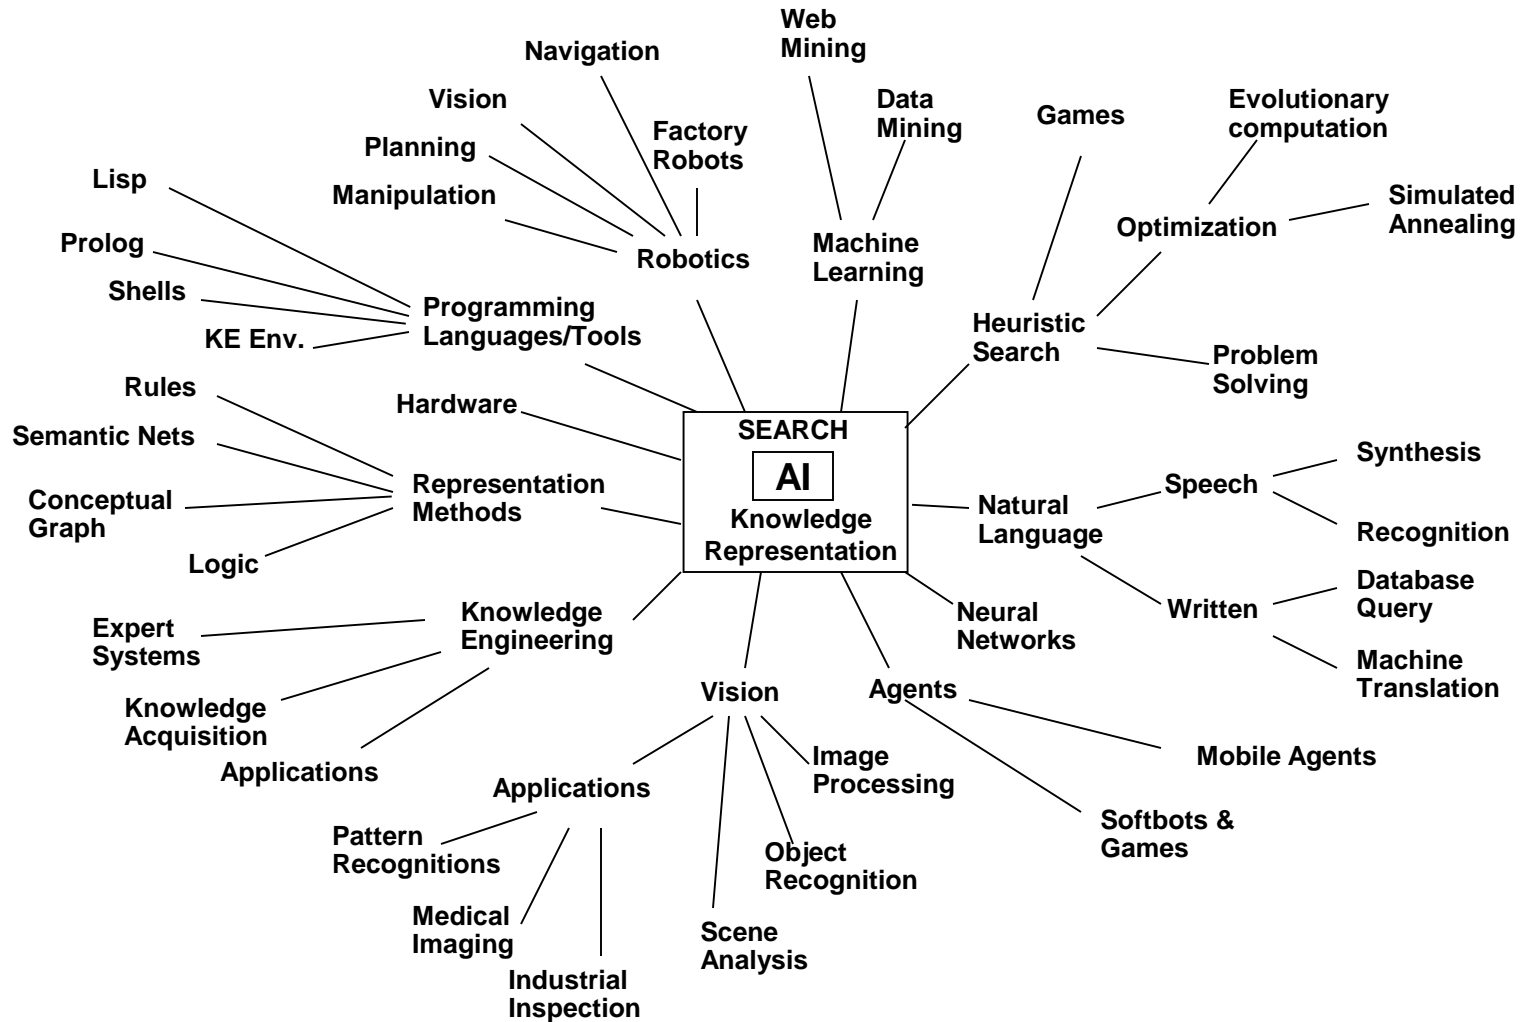 Web
Mining
Navigation
Vision
Data
Mining
Games
Evolutionary
computation
Factory
Robots
Planning
Lisp
Manipulation
Simulated
Annealing
Optimization
Prolog
Robotics
Machine
Learning
Shells
Programming
Languages/Tools
KE Env.
Heuristic
Search
Problem
Solving
Rules
Hardware
SEARCH
AI
Knowledge
Representation
Semantic Nets
Representation
Methods
Conceptual
Graph
Logic
Natural
Language
Speech
Synthesis
Recognition
Written
Database
Query
Machine
Translation
Knowledge
Engineering
Expert
Systems
Knowledge
Acquisition
Applications
Neural
Networks
Vision
Agents
Mobile Agents
Softbots &
Games
Image
Processing
Applications
Pattern
Recognitions
Object
Recognition
Medical
Imaging
Scene
Analysis
Industrial
Inspection